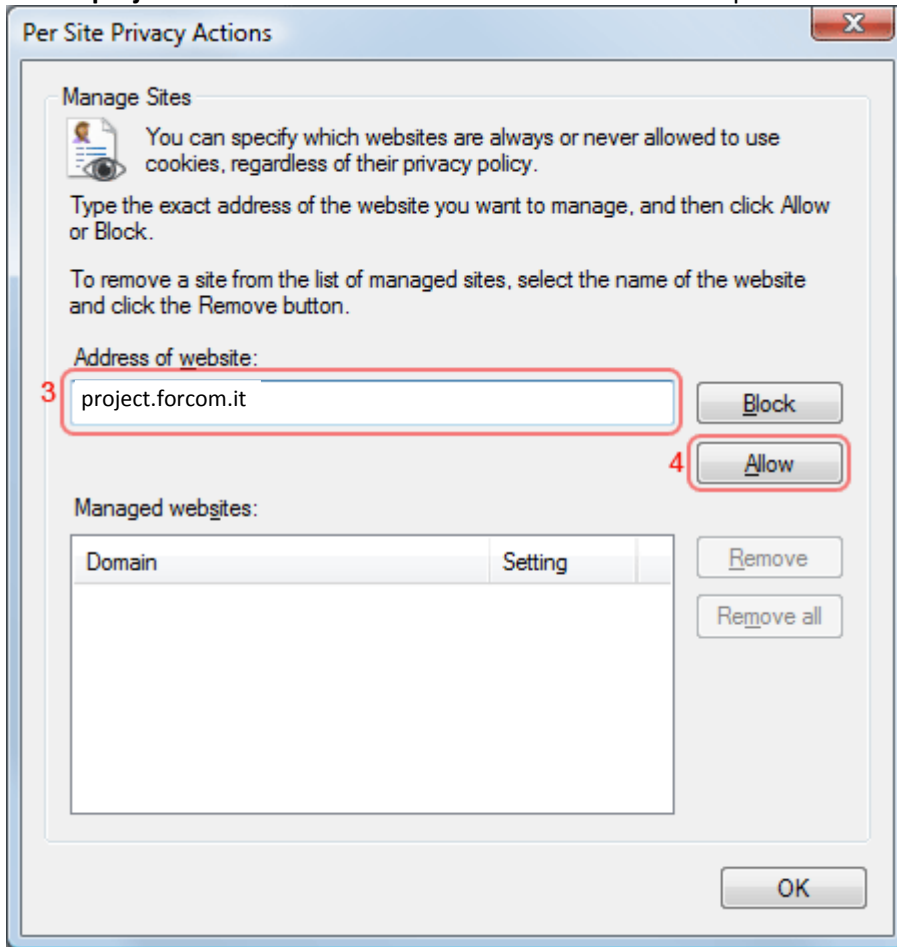 Per Site Privacy Actions
Manage Sites
You can specify which websites are always or never allowed to use
cookies, regardless of their privacy policy.
Type the exact address of the website you want to manage, and then click Allow
or Block.
To remove a site from the list of managed sites, select the name of the website
and click the Remove button.
Address of website:
3 project.forcom.it
Block
4 Allow
Managed websites:
Domain Setting
Remove
Remove all
OK